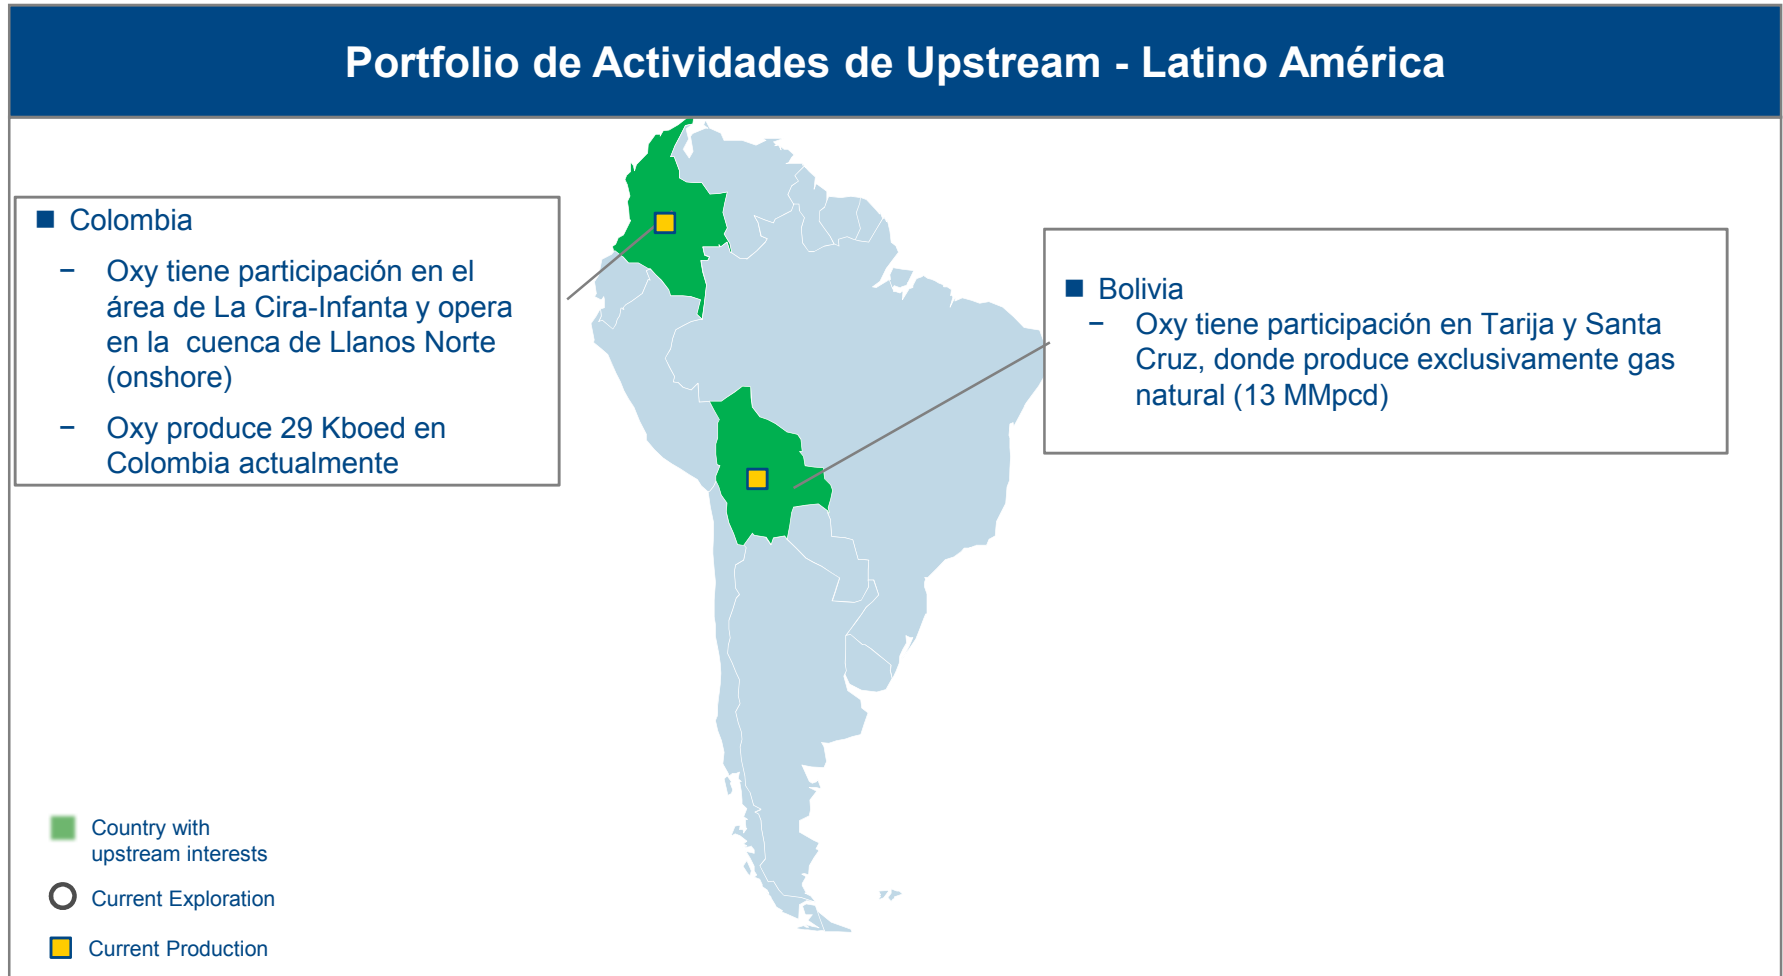 Portfolio de Actividades de Upstream - Latino América
■ Colombia
– Oxy tiene participación en el
área de La Cira-Infanta y opera
en la cuenca de Llanos Norte
(onshore)
– Oxy produce 29 Kboed en
Colombia actualmente
■ Bolivia
– Oxy tiene participación en Tarija y Santa
Cruz, donde produce exclusivamente gas
natural (13 MMpcd)
Country with
upstream interests
Current Exploration
Current Production